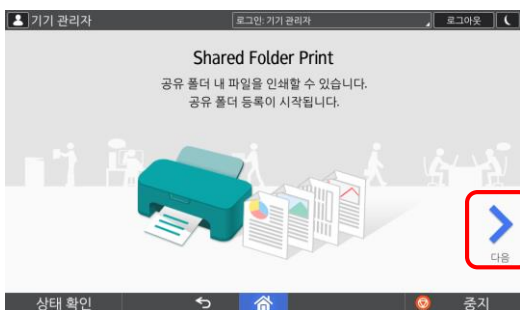 기기 관리자
로그인: 기기 관리자
로그아웃
Shared Folder Print
공유 폴더 내 파일을 인쇄할 수 있습니다.
공유 폴더 등록이 시작됩니다.
다음
상태 확인
중지